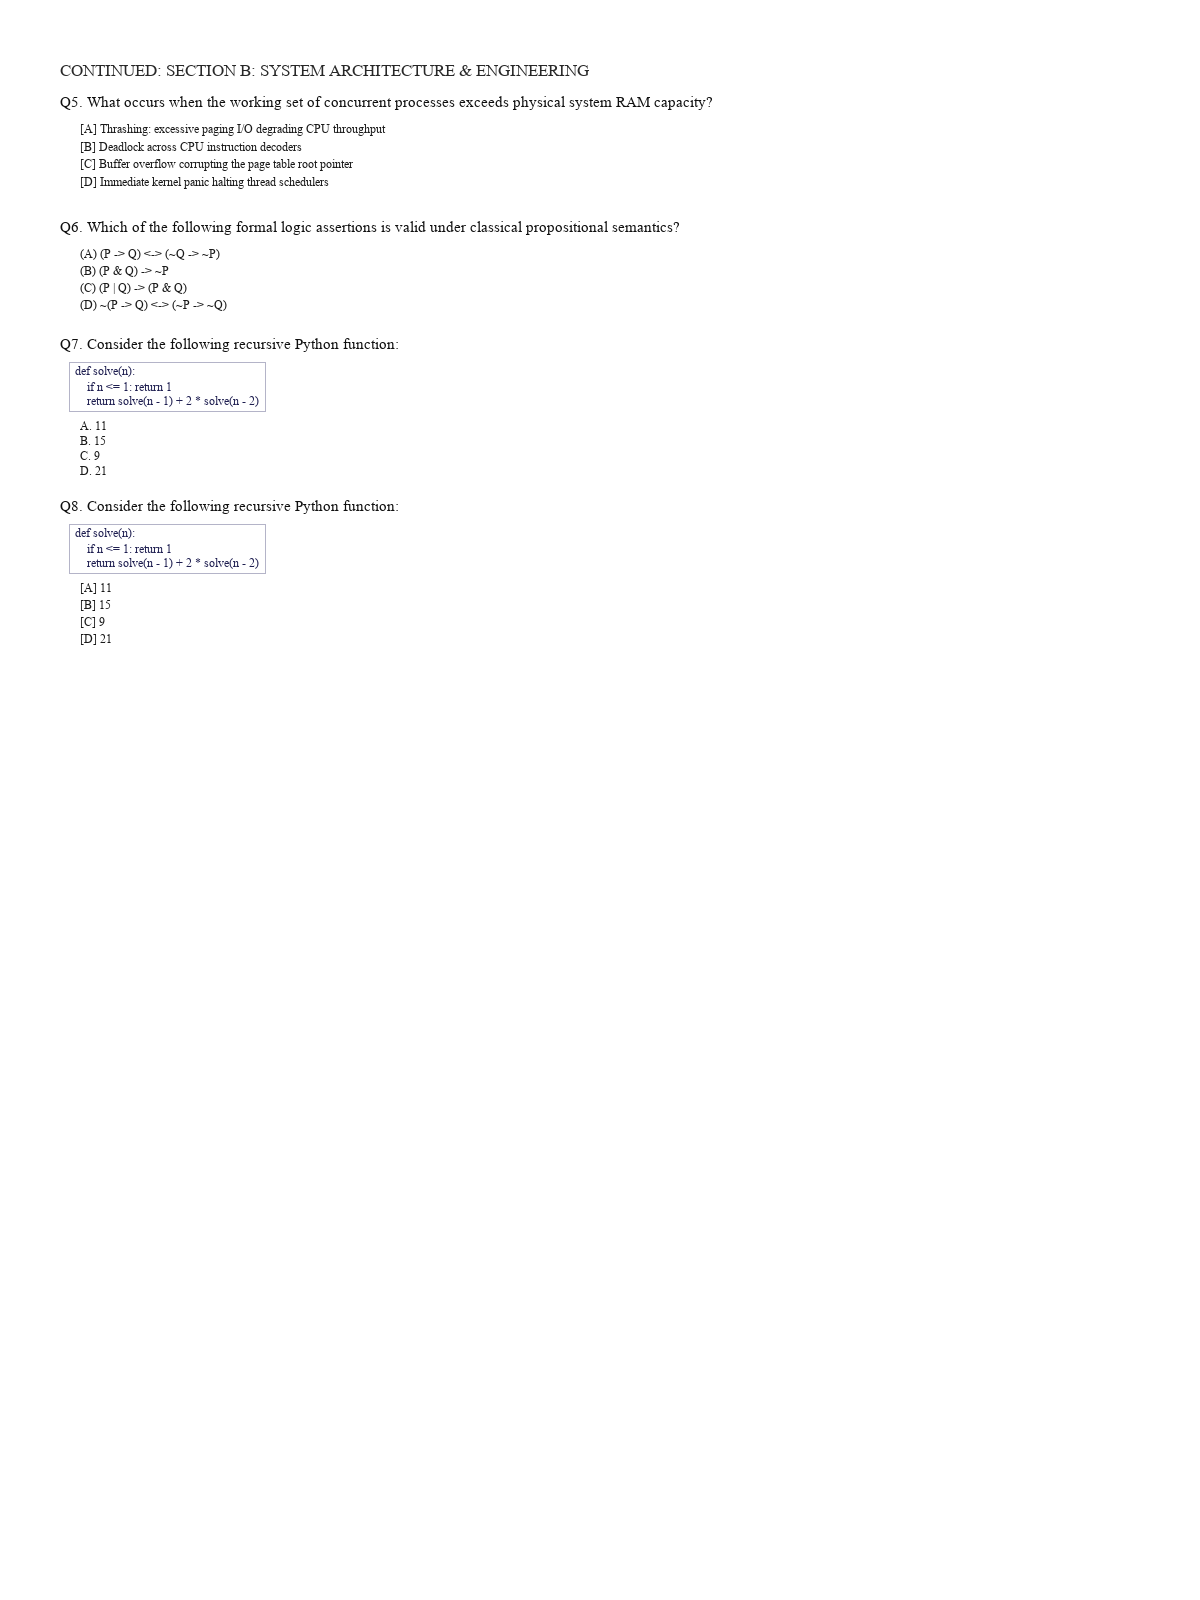 CONTINUED: SECTION B: SYSTEM ARCHITECTURE & ENGINEERING
Q5. What occurs when the working set of concurrent processes exceeds physical system RAM capacity?
[A] Thrashing: excessive paging I/O degrading CPU throughput
[B] Deadlock across CPU instruction decoders
[C] Buffer overflow corrupting the page table root pointer
[D] Immediate kernel panic halting thread schedulers
Q6. Which of the following formal logic assertions is valid under classical propositional semantics?
(A) (P -> Q) <-> (~Q -> ~P)
(B) (P & Q) -> ~P
(C) (P | Q) -> (P & Q)
(D) ~(P -> Q) <-> (~P -> ~Q)
Q7. Consider the following recursive Python function:
def solve(n):
    if n <= 1: return 1
    return solve(n - 1) + 2 * solve(n - 2)
A. 11
B. 15
C. 9
D. 21
Q8. Consider the following recursive Python function:
def solve(n):
    if n <= 1: return 1
    return solve(n - 1) + 2 * solve(n - 2)
[A] 11
[B] 15
[C] 9
[D] 21